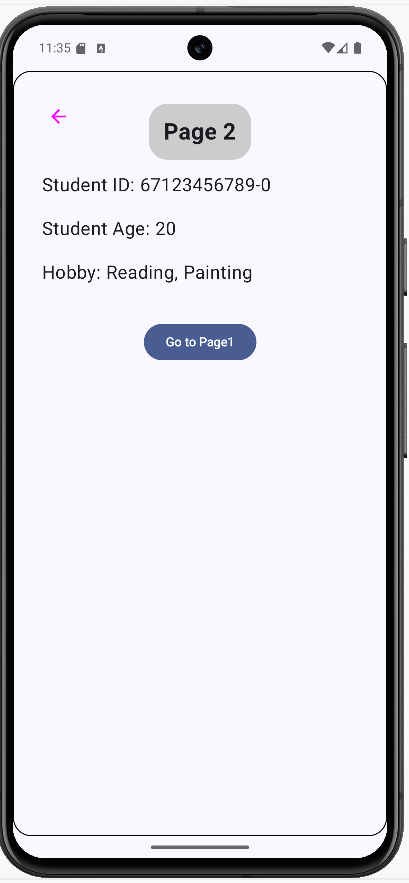 11:35
Page 2
Student ID: 67123456789-0
Student Age: 20
Hobby: Reading, Painting
Go to Page1